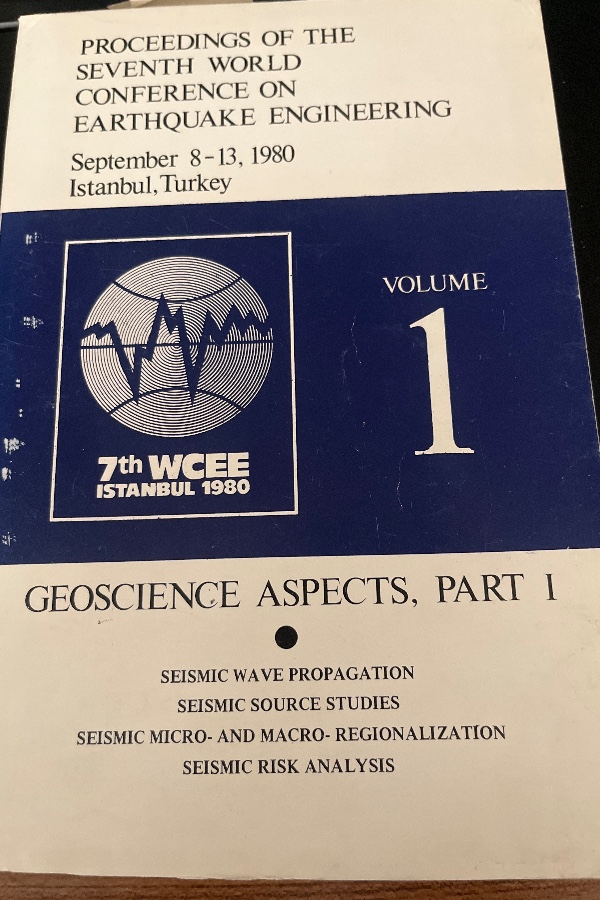 PROCEEDINGS OF THE
SEVENTH WORLD
CONFERENCE ON
EARTHQUAKE ENGINEERING
September 8-13, 1980
Istanbul, Turkey
VOLUME
1
7th WCEE
ISTANBUL 1980
GEOSCIENCE ASPECTS, PART I
SEISMIC WAVE PROPAGATION
SEISMIC SOURCE STUDIES
SEISMIC MICRO- AND MACRO- REGIONALIZATION
SEISMIC RISK ANALYSIS